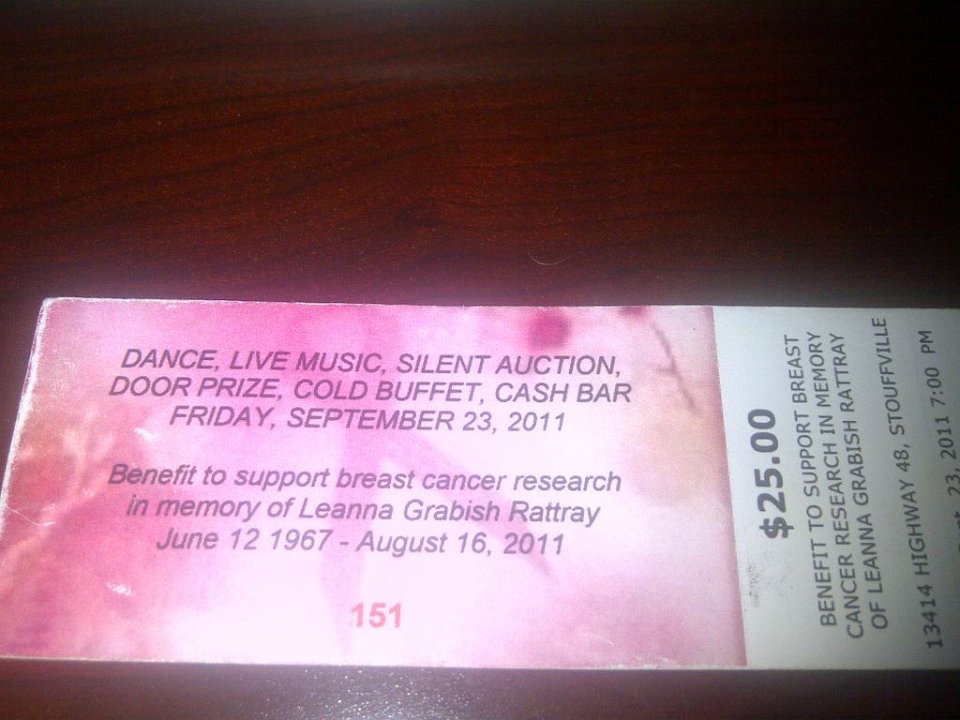 DANCE, LIVE MUSIC, SILENT AUCTION,
DOOR PRIZE, COLD BUFFET, CASH BAR
FRIDAY, SEPTEMBER 23, 2011
Benefit to support breast cancer research
in memory of Leanna Grabish Rattray
June 12 1967 - August 16, 2011
151
$25.00
BENEFIT TO SUPPORT BREAST
CANCER RESEARCH IN MEMORY
OF LEANNA GRABISH RATTRAY
13414 HIGHWAY 48, STOUFFVILLE
23, 2011 7:00 PM